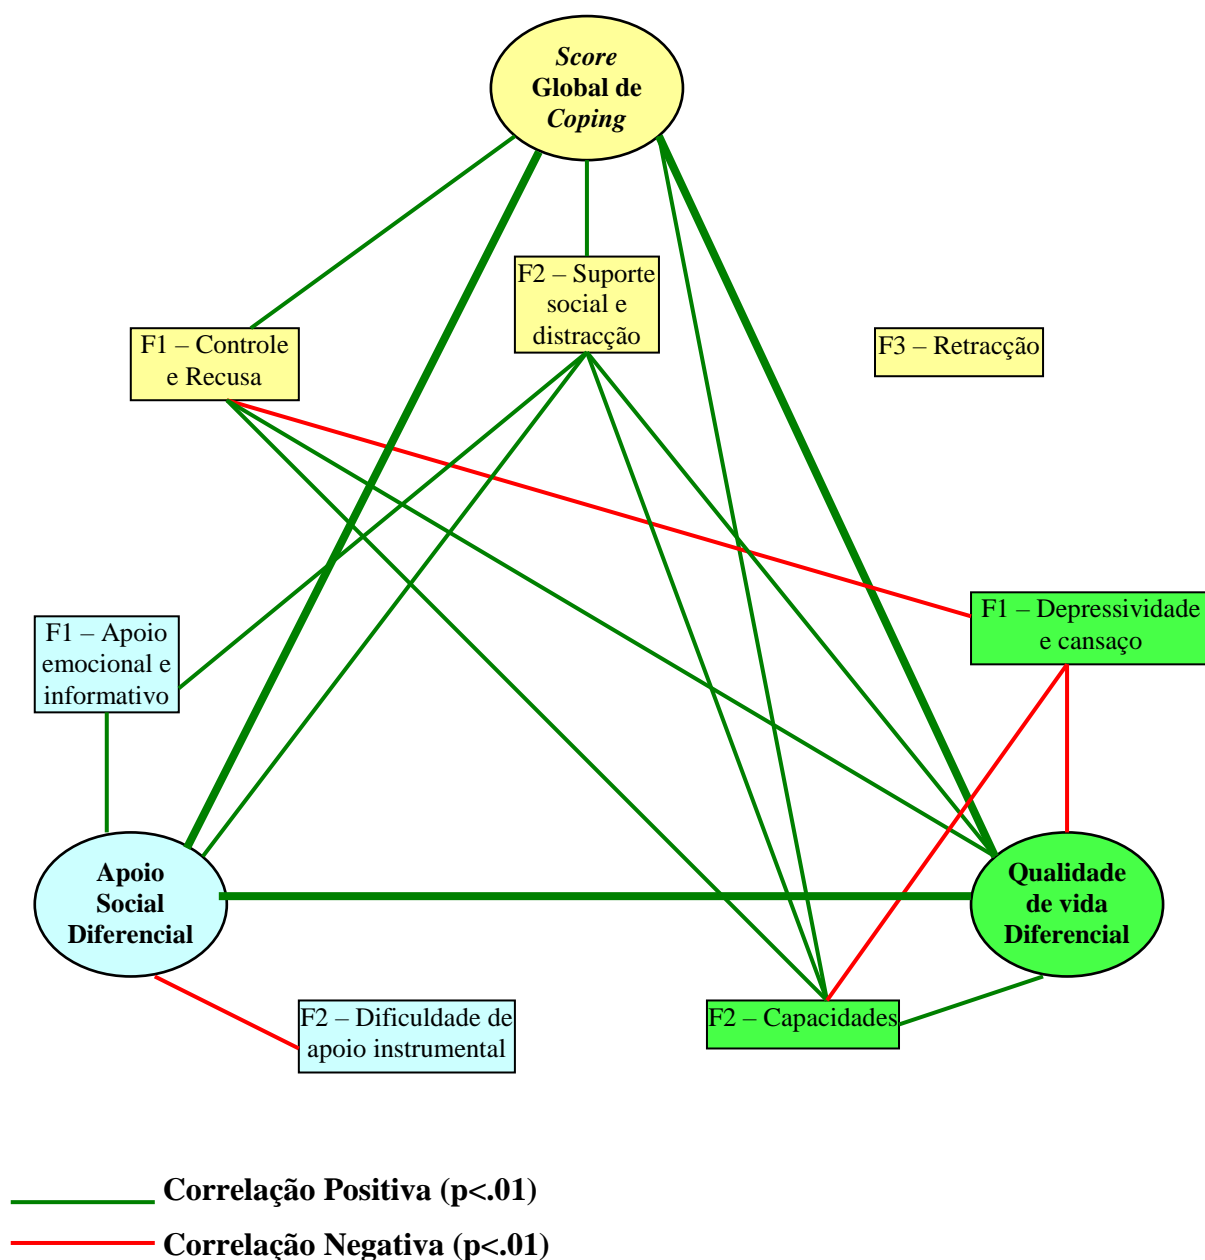 Score
Global de
Coping
F2 – Suporte
social e
distracção
F1 – Controle
e Recusa
F3 – Retracção
F1 – Depressividade
e cansaço
F1 – Apoio
emocional e
informativo
Apoio
Social
Diferencial
Qualidade
de vida
Diferencial
F2 – Dificuldade de
apoio instrumental
F2 – Capacidades
Correlação Positiva (p<.01)
Correlação Negativa (p<.01)